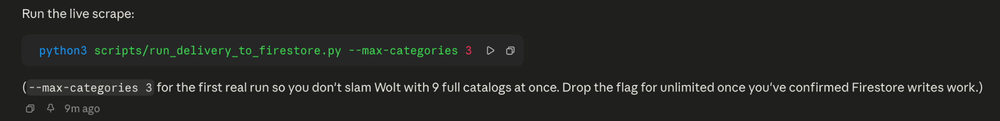 Run the live scrape:
python3 scripts/run_delivery_to_firestore.py --max-categories 3
(--max-categories 3 for the first real run so you don't slam Wolt with 9 full catalogs at once. Drop the flag for unlimited once you've confirmed Firestore writes work.)
9m ago